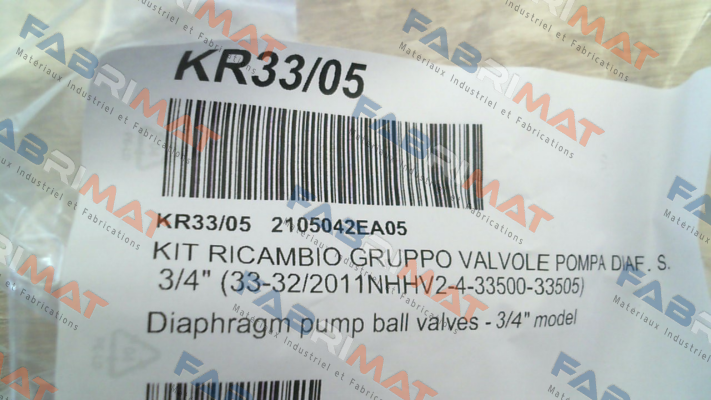 KR33/05
KR33/05 2105042EA05
KIT RICAMBIO GRUPPO VALVOLE POMPA DIAF. S.
3/4" (33-32/2011NHHV2-4-33500-33505)
Diaphragm pump ball valves - 3/4" model
FABRIMAT
Matériaux Industriel et Fabrications